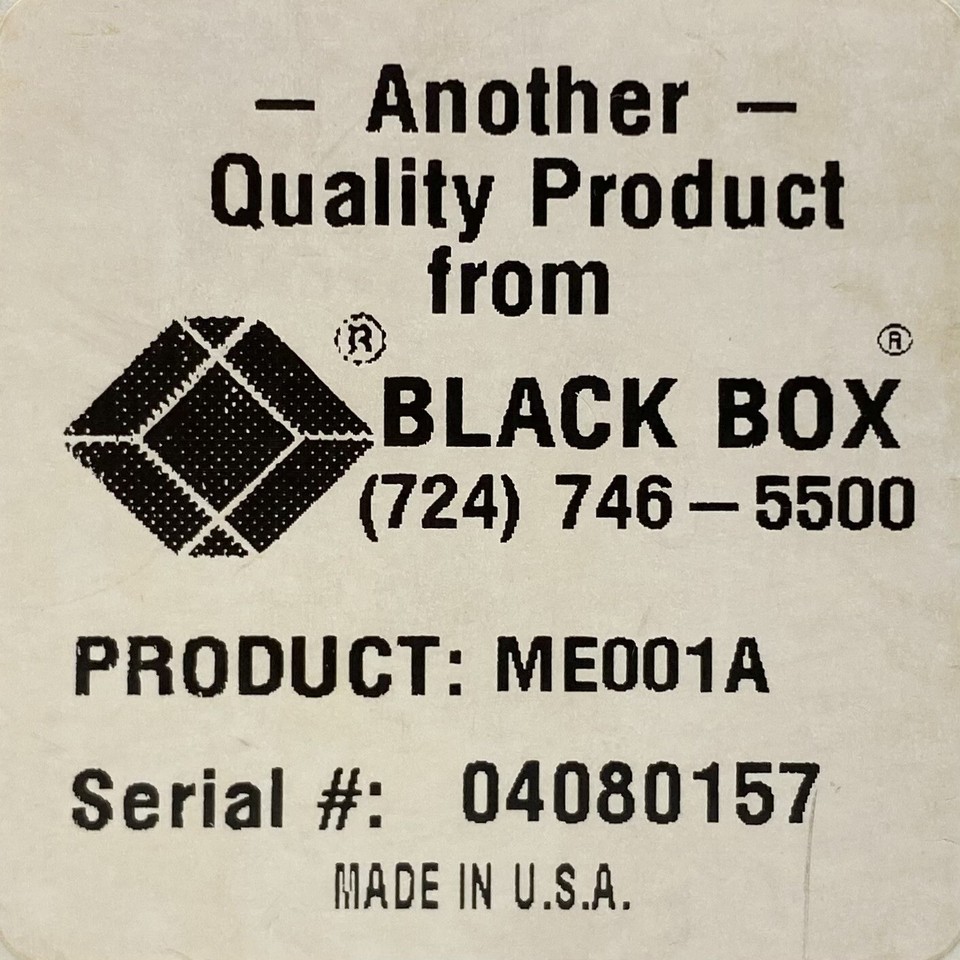 — Another —
Quality Product
from
® ®
BLACK BOX
(724) 746–5500
PRODUCT: ME001A
Serial #: 04080157
MADE IN U.S.A.